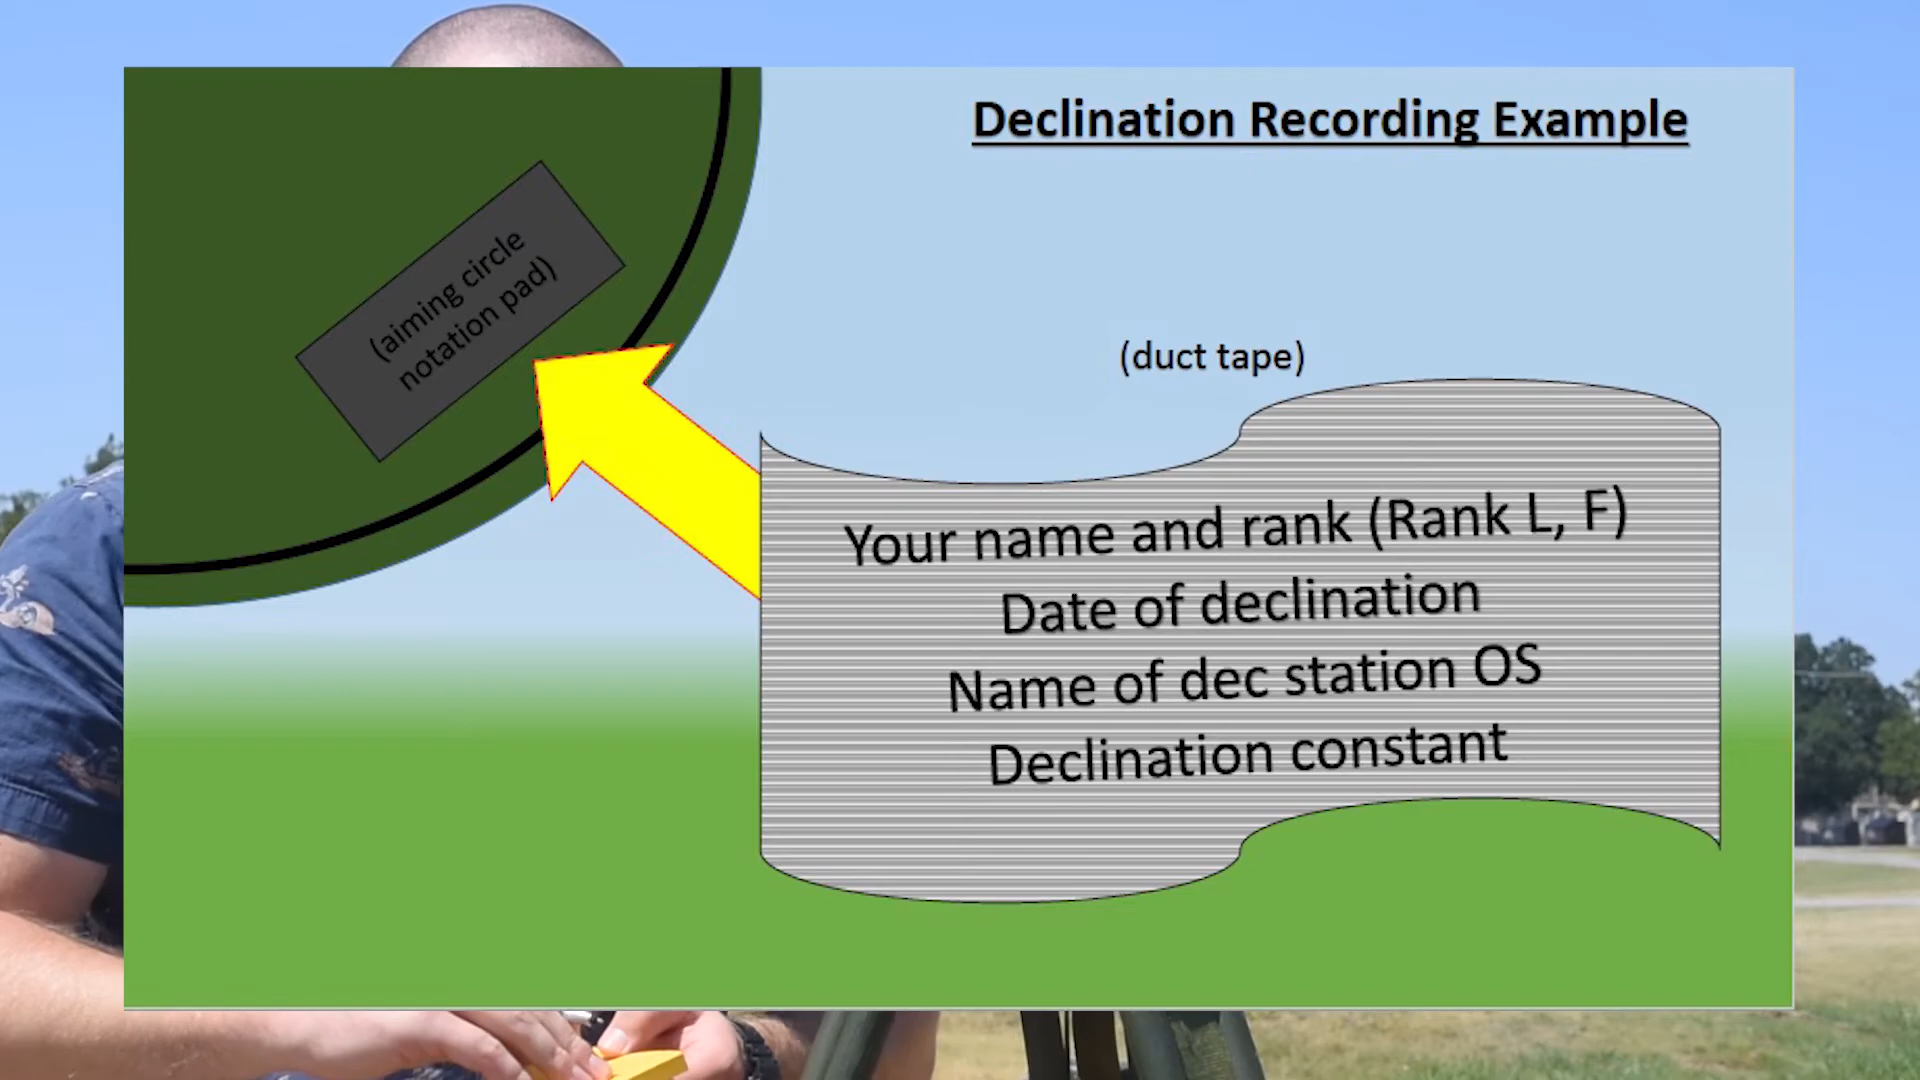 Declination Recording Example
(aiming circle
notation pad)
(duct tape)
Your name and rank (Rank L, F)
Date of declination
Name of dec station OS
Declination constant